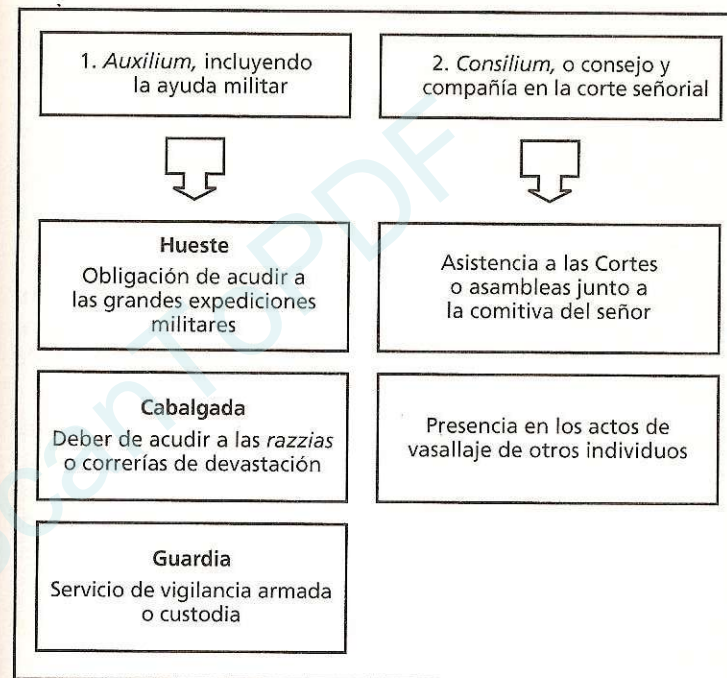 1. Auxilium, incluyendo
la ayuda militar
2. Consilium, o consejo y
compañía en la corte señorial
Hueste
Obligación de acudir a
las grandes expediciones
militares
Asistencia a las Cortes
o asambleas junto a
la comitiva del señor
Cabalgada
Deber de acudir a las razzias
o correrías de devastación
Presencia en los actos de
vasallaje de otros individuos
Guardia
Servicio de vigilancia armada
o custodia
ScanTOPDF